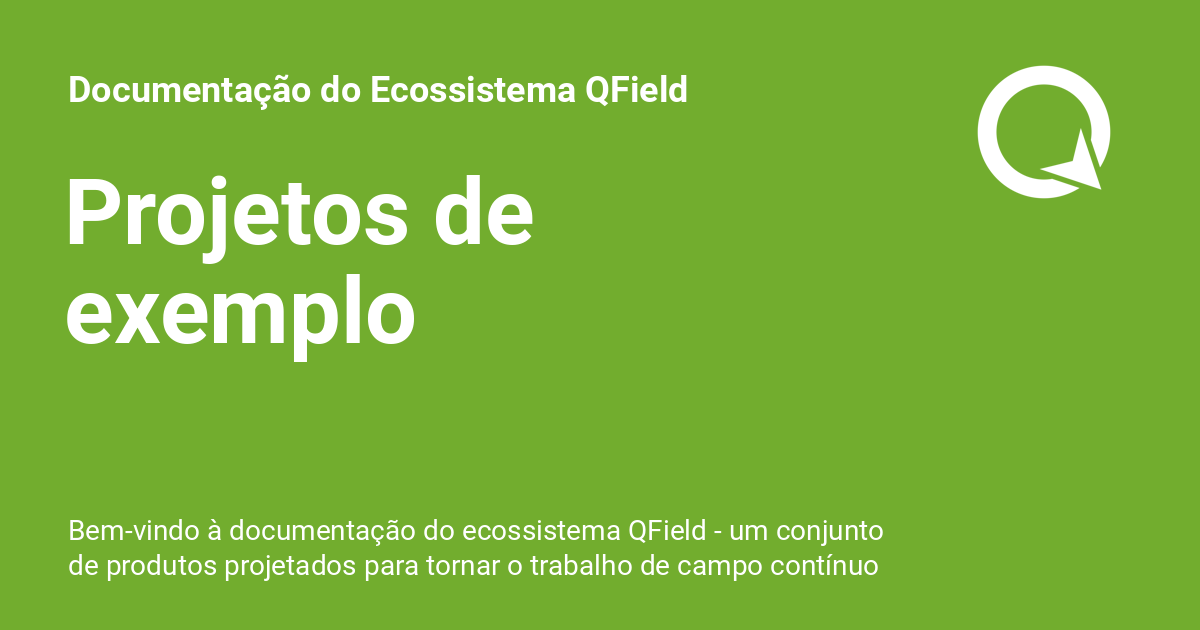 Documentação do Ecossistema QField
Projetos de
exemplo
Bem-vindo à documentação do ecossistema QField - um conjunto
de produtos projetados para tornar o trabalho de campo contínuo